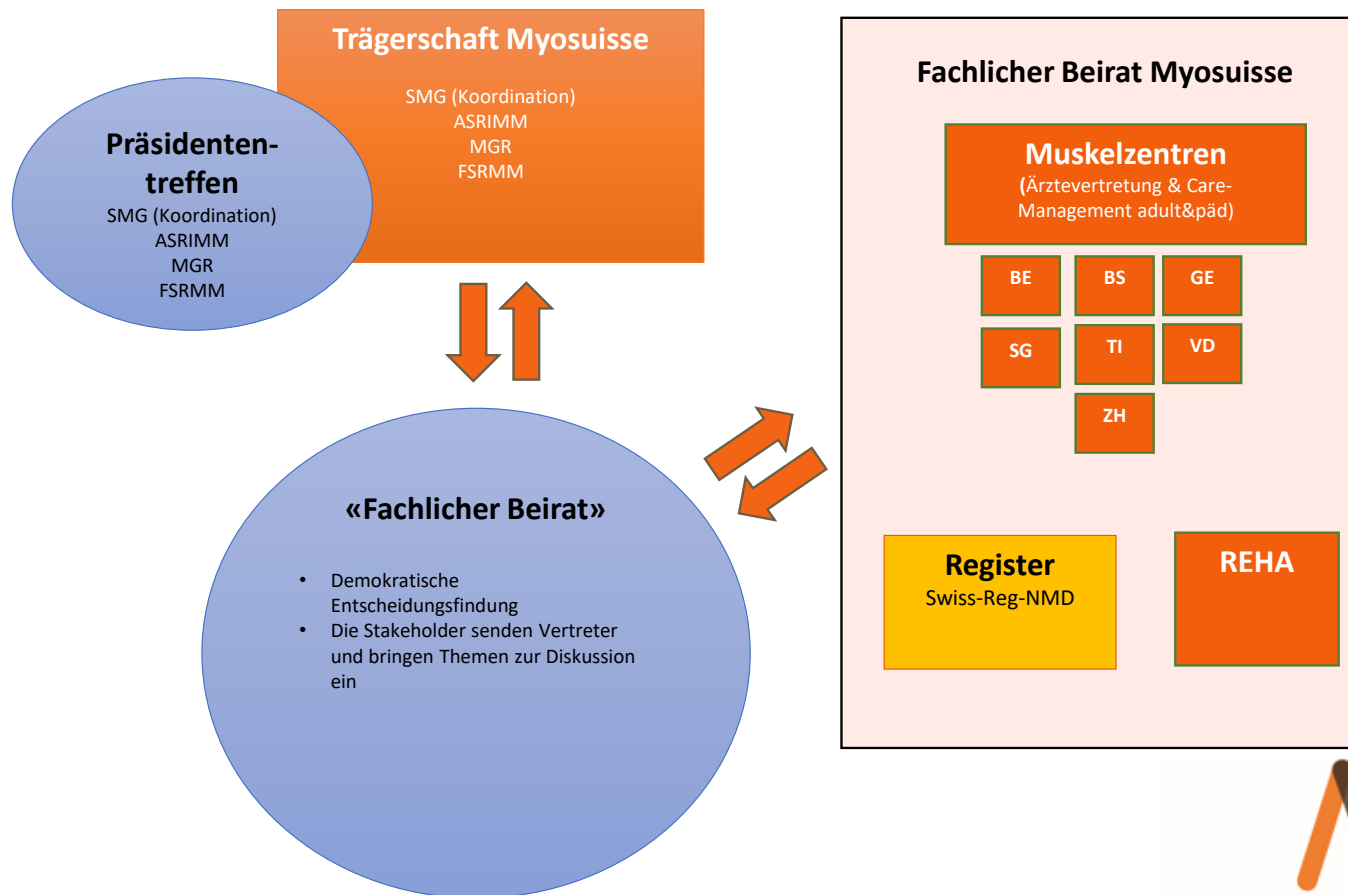 Trägerschaft Myosuisse
SMG (Koordination)
ASRIMM
MGR
FSRMM
Präsidenten-
treffen
SMG (Koordination)
ASRIMM
MGR
FSRMM
«Fachlicher Beirat»
• Demokratische
Entscheidungsfindung
• Die Stakeholder senden Vertreter
und bringen Themen zur Diskussion
ein
Fachlicher Beirat Myosuisse
Muskelzentren
(Ärztevertretung & Care-
Management adult&päd)
BE BS GE
SG TI VD
ZH
Register
Swiss-Reg-NMD
REHA